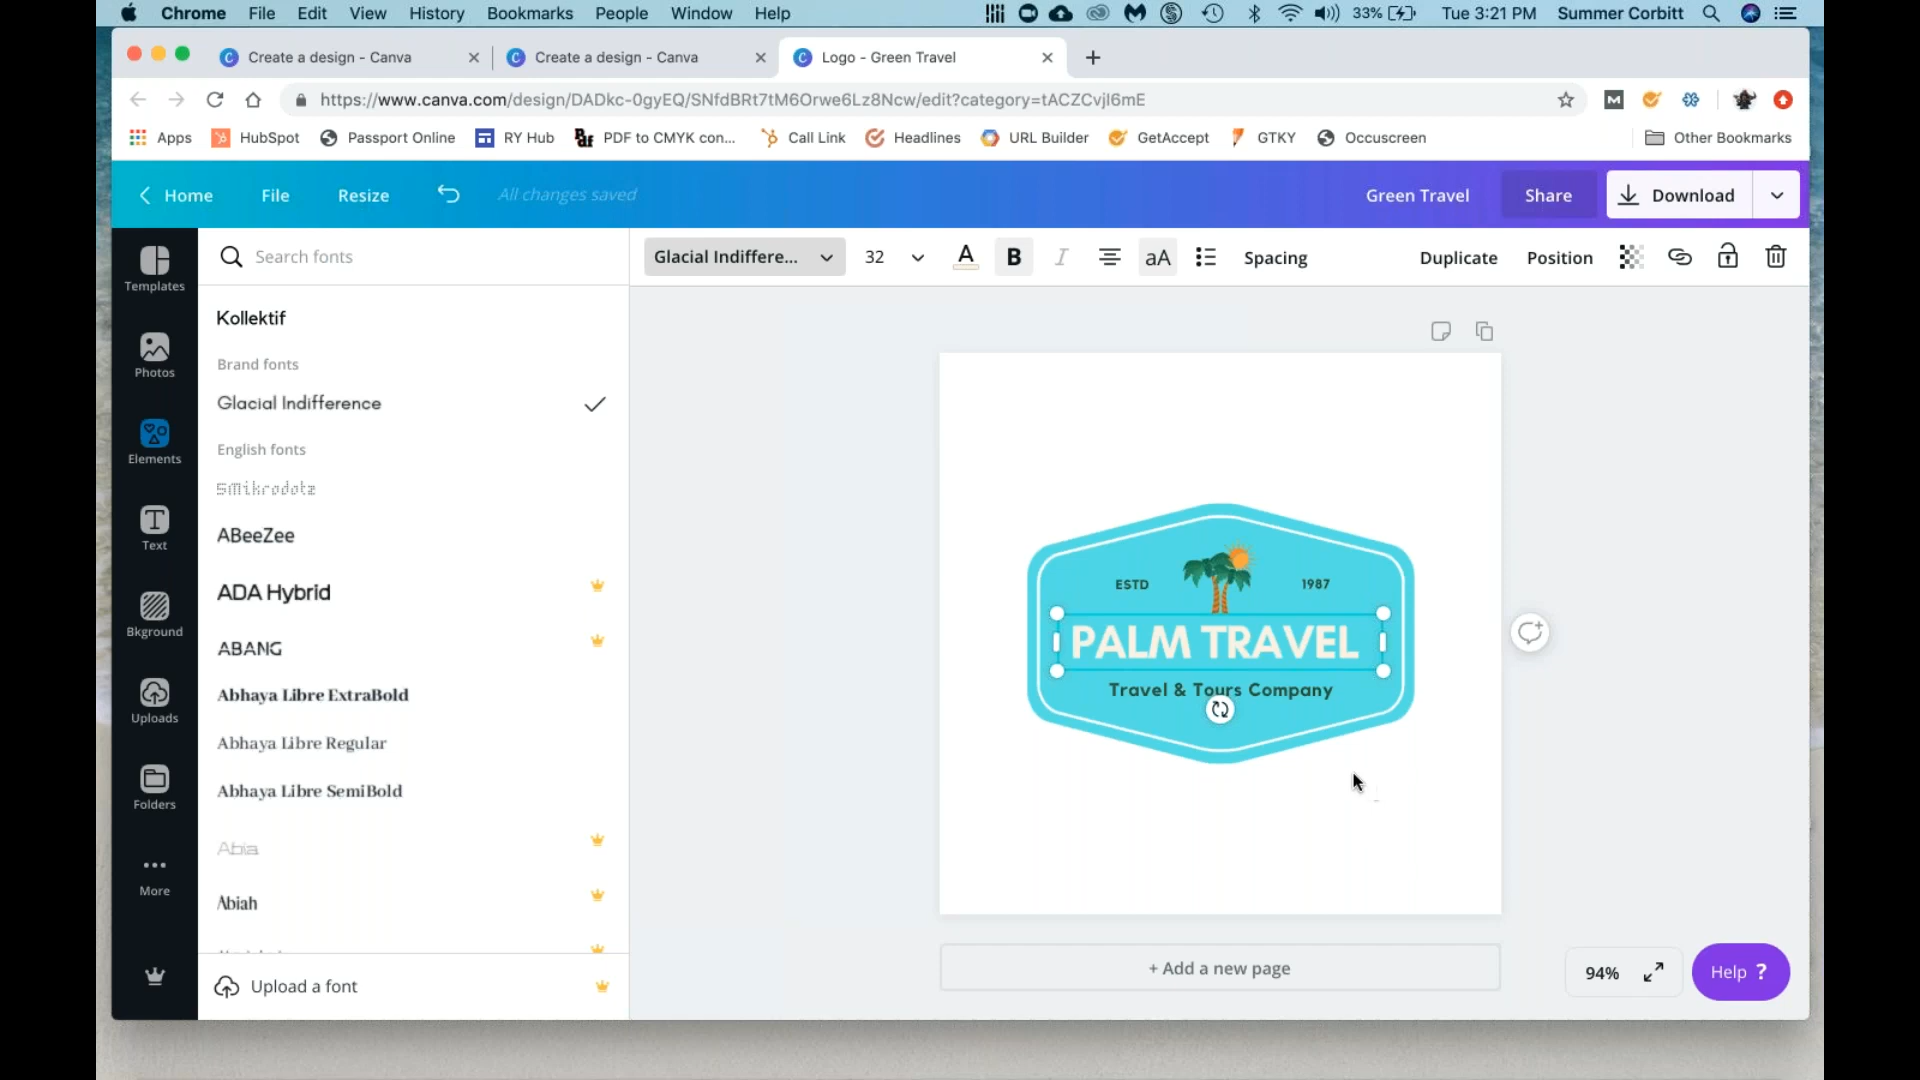 Chrome File Edit View History Bookmarks People Window Help 33% Tue 3:21 PM Summer Corbitt
Create a design - Canva Create a design - Canva Logo - Green Travel
https://www.canva.com/design/DADkc-0gyEQ/SNfdBRt7tM6Orwe6Lz8Ncw/edit?category=tACZCvjI6mE
Apps HubSpot Passport Online RY Hub PDF to CMYK con... Call Link Headlines URL Builder GetAccept GTKY Occuscreen Other Bookmarks
Home File Resize All changes saved Green Travel Share Download
Search fonts
Glacial Indiffere... 32 A B I aA Spacing Duplicate Position
Templates
Photos
Elements
Text
Bkground
Uploads
Folders
More
Kollektif
Brand fonts
Glacial Indifference
English fonts
5Mikrodotz
ABeeZee
ADA Hybrid
ABANG
Abhaya Libre ExtraBold
Abhaya Libre Regular
Abhaya Libre SemiBold
Abia
Abiah
Upload a font
ESTD 1987
PALM TRAVEL
Travel & Tours Company
+ Add a new page
94%
Help ?